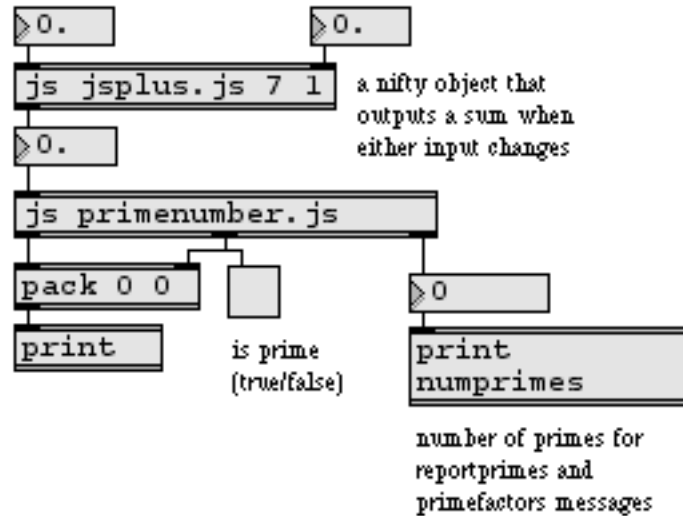 0.
0.
js jsplus.js 7 1
a nifty object that
outputs a sum when
either input changes
0.
js primenumber.js
pack 0 0
0
print
is prime
(true/false)
print
numprimes
number of primes for
reportprimes and
primefactors messages